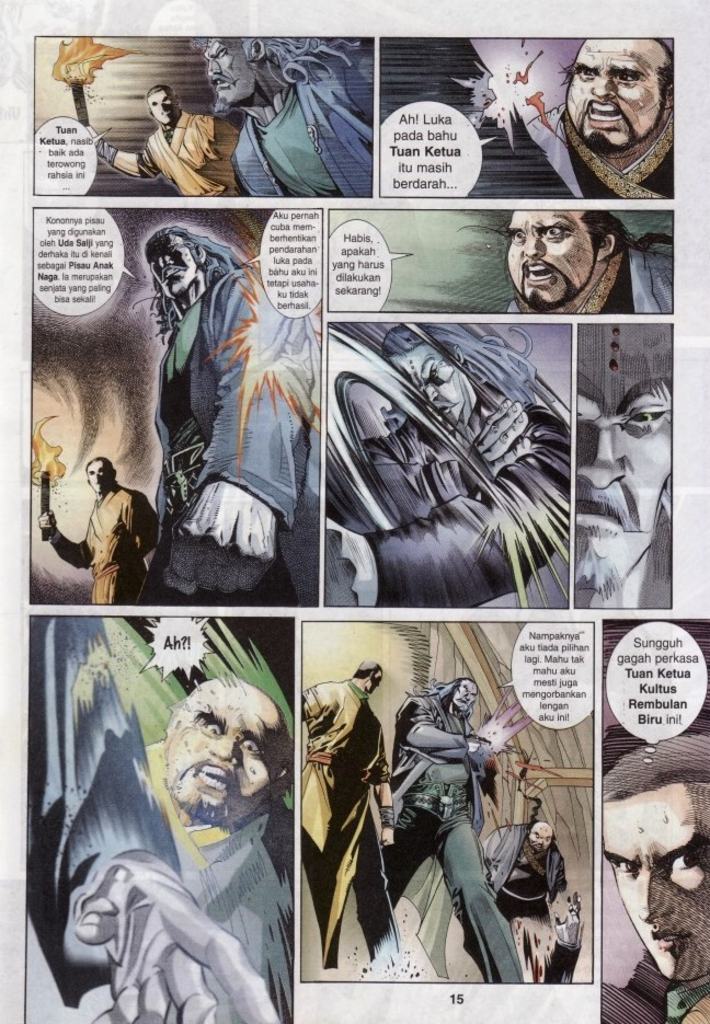 Tuan
Ketua, nasib
baik ada
terowong
rahsia ini
...
Ah! Luka
pada bahu
Tuan Ketua
itu masih
berdarah...
Kononnya pisau
yang digunakan
oleh Uda Saiji yang
derhaka itu di kenali
sebagai Pisau Anak
Naga. Ia merupakan
senjata yang paling
bisa sekali!
Aku pernah
cuba mem-
berhentikan
pendarahan
luka pada
bahu aku ini
tetapi usaha-
ku tidak
berhasil.
Habis,
apakah
yang harus
dilakukan
sekarang!
Ah?!
Nampaknya
aku tiada pilihan
lagi. Mahu tak
mahu aku
mesti juga
mengorbankan
lengan
aku ini!
Sungguh
gagah perkasa
Tuan Ketua
Kultus
Rembulan
Biru ini!
15